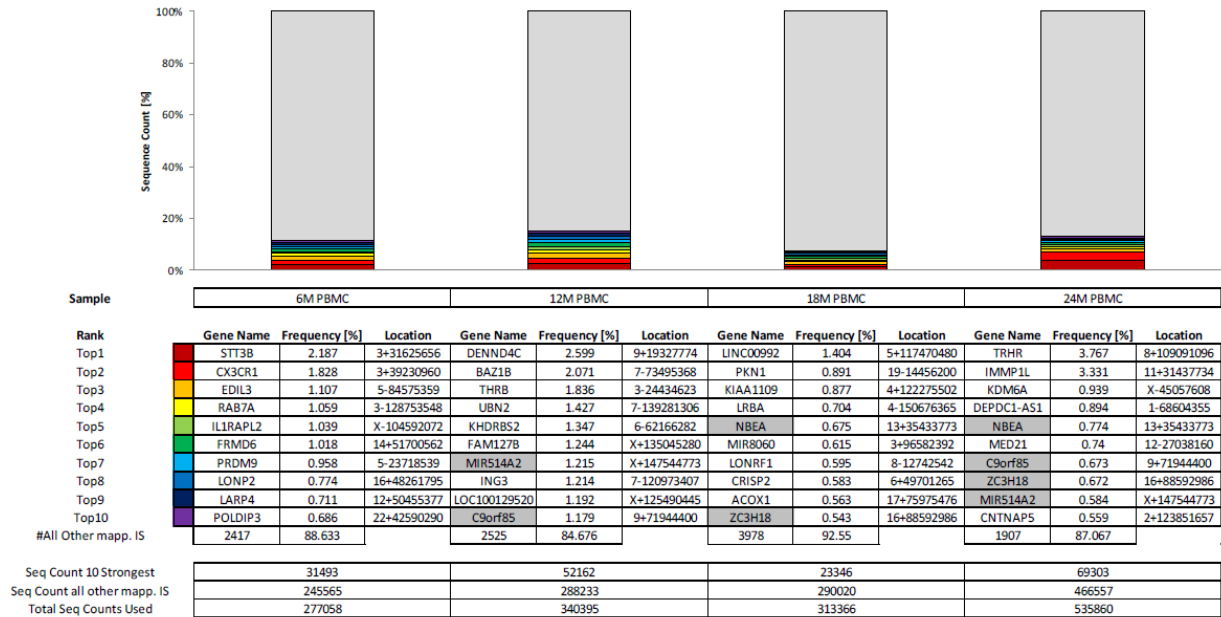 100%
80%
60%
40%
20%
0%
Sequence Count [%]
Sample 6M PBMC 12M PBMC 18M PBMC 24M PBMC
Rank Gene Name Frequency [%] Location Gene Name Frequency [%] Location Gene Name Frequency [%] Location Gene Name Frequency [%] Location
Top1 STT3B 2.187 3+31625656 DENND4C 2.599 9+19327774 LINC00992 1.404 5+117470480 TRHR 3.767 8+109091096
Top2 CX3CR1 1.828 3+39230960 BAZ1B 2.071 7-73495368 PKN1 0.891 19-14456200 IMMP1L 3.331 11+31437734
Top3 EDIL3 1.107 5-84575359 THRB 1.836 3-24434623 KIAA1109 0.877 4+122275502 KDM6A 0.939 X-45057608
Top4 RAB7A 1.059 3-128753548 UBN2 1.427 7-139281306 LRBA 0.704 4-150676365 DEPDC1-AS1 0.894 1-68604355
Top5 IL1RAPL2 1.039 X-104592072 KHDRBS2 1.347 6-62166282 NBEA 0.675 13+35433773 NBEA 0.774 13+35433773
Top6 FRMD6 1.018 14+51700562 FAM127B 1.244 X+135045280 MIR8060 0.615 3+96582392 MED21 0.74 12-27038160
Top7 PRDM9 0.958 5-23718539 MIR514A2 1.215 X+147544773 LONRF1 0.595 8-12742542 C9orf85 0.673 9+71944400
Top8 LONP2 0.774 16+48261795 ING3 1.214 7-120973407 CRISP2 0.583 6+49701265 ZC3H18 0.672 16+88592986
Top9 LARP4 0.711 12+50455377 LOC100129520 1.192 X+125490445 ACOX1 0.563 17+75975476 MIR514A2 0.584 X+147544773
Top10 POLDIP3 0.686 22+42590290 C9orf85 1.179 9+71944400 ZC3H18 0.543 16+88592986 CNTNAP5 0.559 2+123851657
#All Other mapp. IS 2417 88.633 2525 84.676 3978 92.55 1907 87.067
Seq Count 10 Strongest 31493 52162 23346 69303
Seq Count all other mapp. IS 245565 288233 290020 466557
Total Seq Counts Used 277058 340395 313366 535860